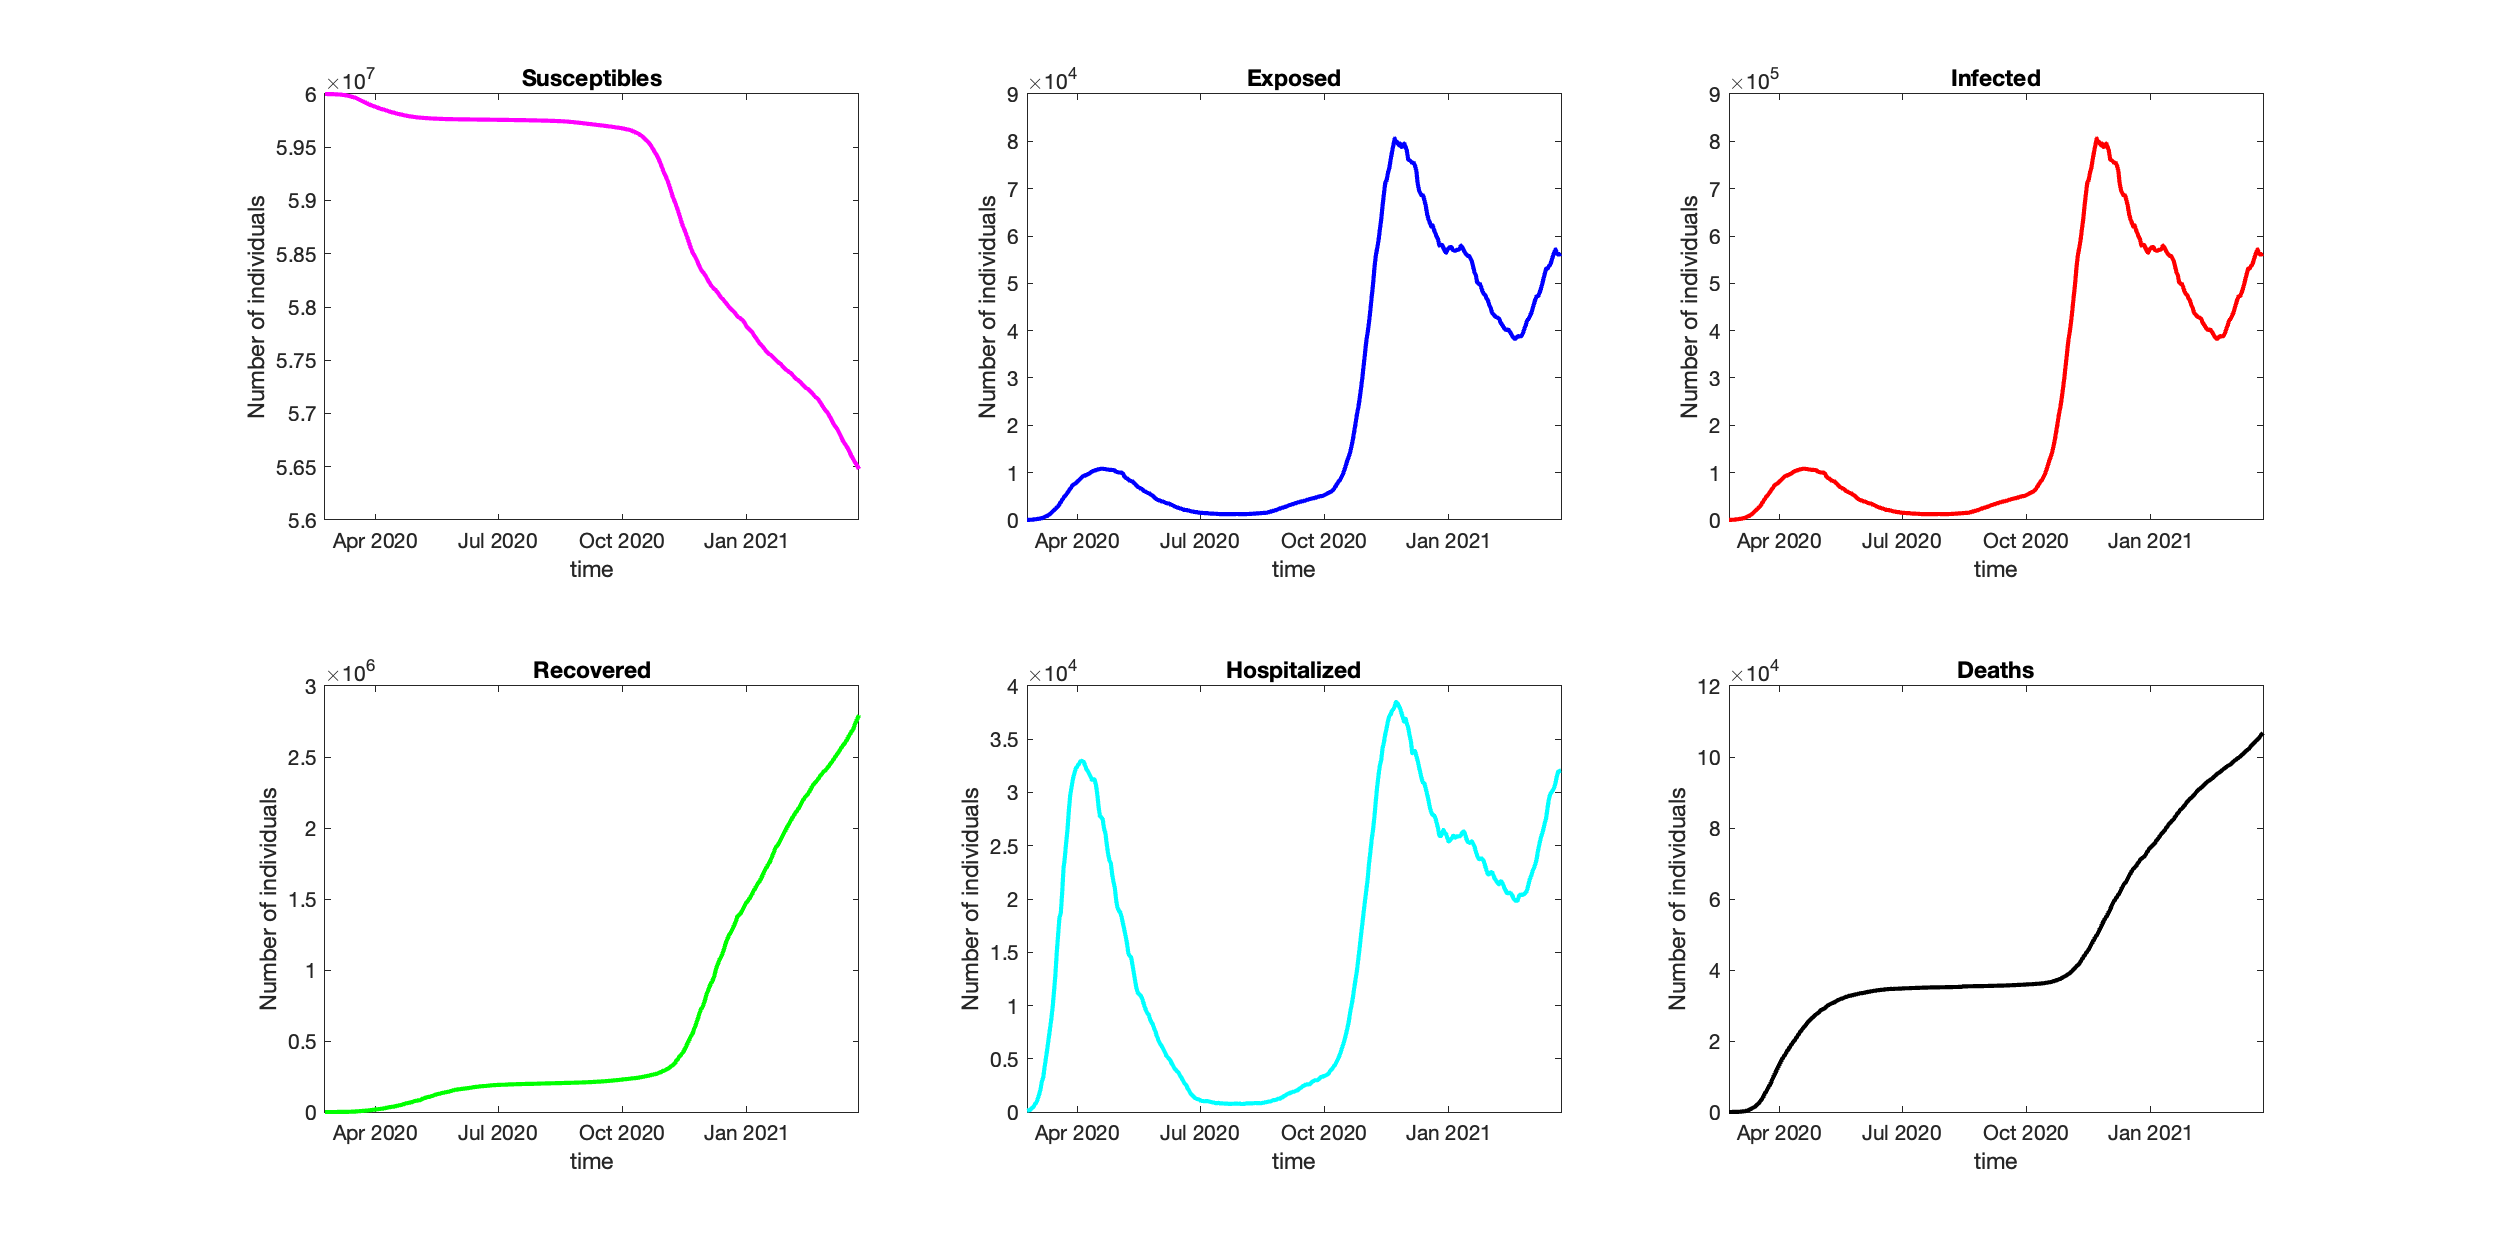 ×10^7
Susceptibles
6
5.95
5.9
5.85
5.8
5.75
5.7
5.65
5.6
Number of individuals
Apr 2020 Jul 2020 Oct 2020 Jan 2021
time
×10^4
Exposed
9
8
7
6
5
4
3
2
1
0
Number of individuals
Apr 2020 Jul 2020 Oct 2020 Jan 2021
time
×10^5
Infected
9
8
7
6
5
4
3
2
1
0
Number of individuals
Apr 2020 Jul 2020 Oct 2020 Jan 2021
time
×10^6
Recovered
3
2.5
2
1.5
1
0.5
0
Number of individuals
Apr 2020 Jul 2020 Oct 2020 Jan 2021
time
×10^4
Hospitalized
4
3.5
3
2.5
2
1.5
1
0.5
0
Number of individuals
Apr 2020 Jul 2020 Oct 2020 Jan 2021
time
×10^4
Deaths
12
10
8
6
4
2
0
Number of individuals
Apr 2020 Jul 2020 Oct 2020 Jan 2021
time